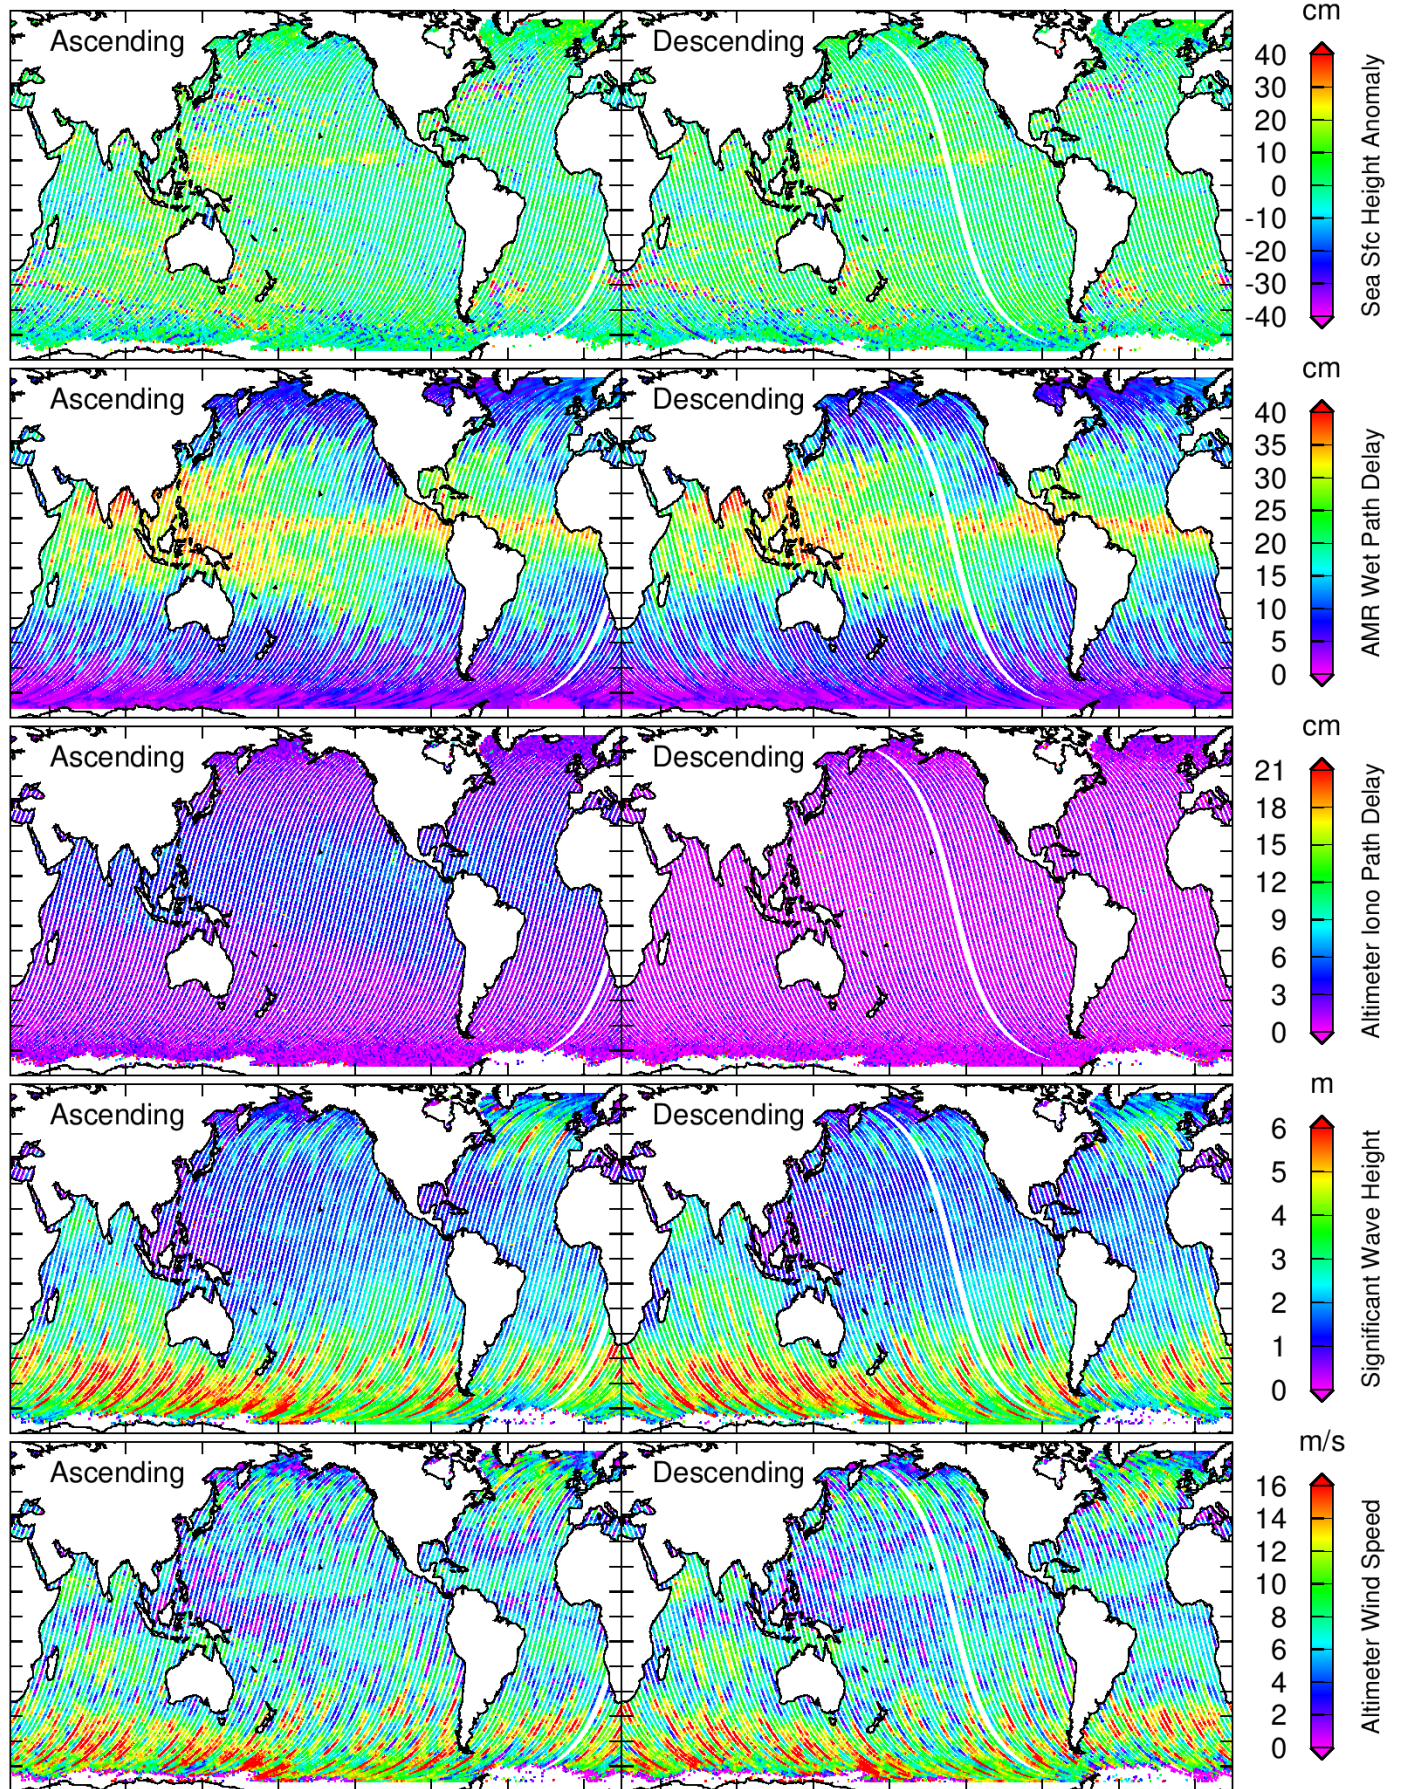 Ascending
Descending
cm
40
30
20
10
0
-10
-20
-30
-40
Sea Sfc Height Anomaly
Ascending
Descending
cm
40
35
30
25
20
15
10
5
0
AMR Wet Path Delay
Ascending
Descending
cm
21
18
15
12
9
6
3
0
Altimeter Iono Path Delay
Ascending
Descending
m
6
5
4
3
2
1
0
Significant Wave Height
Ascending
Descending
m/s
16
14
12
10
8
6
4
2
0
Altimeter Wind Speed